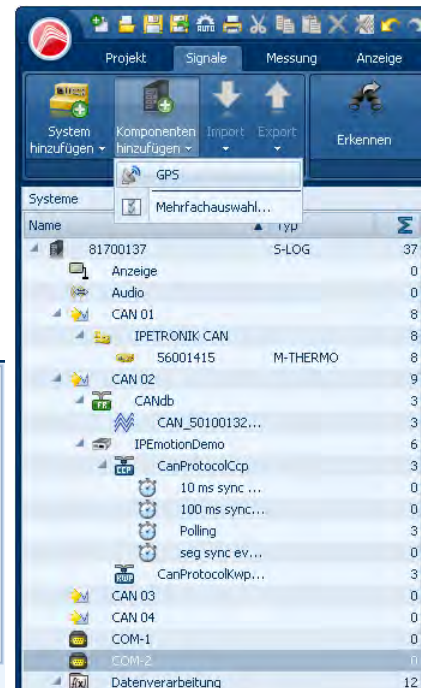 Projekt Signale Messung Anzeige
System hinzufügen Komponenten hinzufügen Import Export Erkennen
GPS
Mehrfachauswahl...
Systeme
Name Typ Σ
81700137 S-LOG 37
Anzeige 0
Audio 0
CAN 01 8
IPETRONIK CAN 8
56001415 M-THERMO 8
CAN 02 9
FR CANdb 3
CAN_50100132... 3
IPEmotionDemo 6
CCP CanProtocolCcp 3
10 ms sync ... 0
100 ms sync... 0
Polling 3
seg sync ev... 0
KWP CanProtocolKwp... 3
CAN 03 0
CAN 04 0
COM-1 0
COM-2 0
f(x) Datenverarbeitung 12